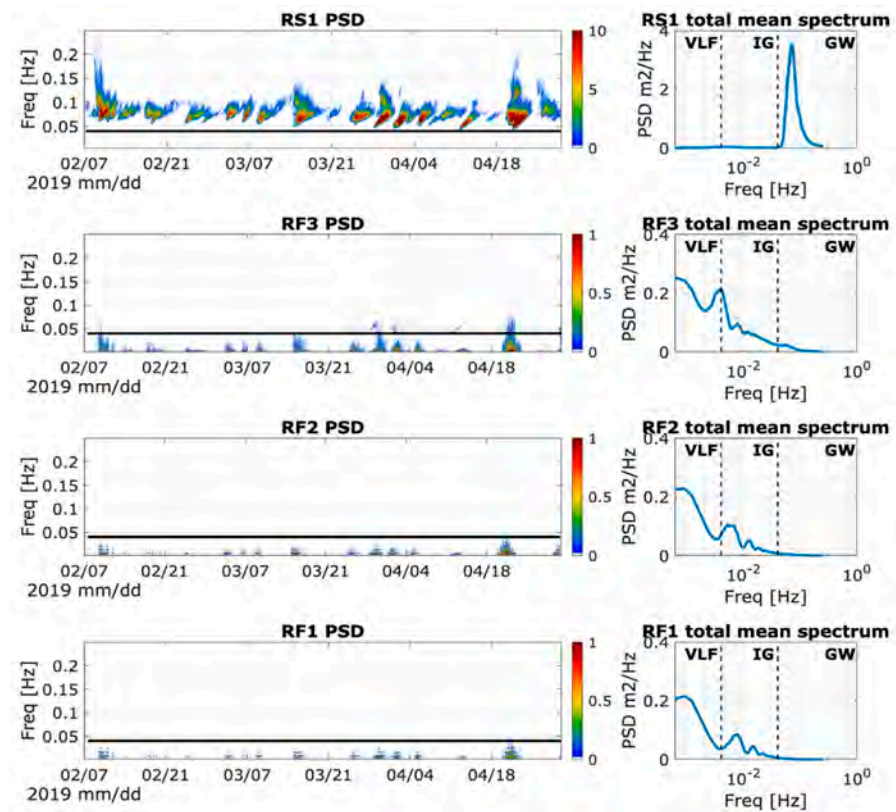 RS1 PSD
RS1 total mean spectrum
Freq [Hz]
0.2
0.15
0.1
0.05
02/07 02/21 03/07 03/21 04/04 04/18
2019 mm/dd
10
5
0
PSD m2/Hz
4
2
0
VLF IG GW
10-2 100
Freq [Hz]
RF3 PSD
RF3 total mean spectrum
Freq [Hz]
0.2
0.15
0.1
0.05
02/07 02/21 03/07 03/21 04/04 04/18
2019 mm/dd
1
0.5
0
PSD m2/Hz
0.4
0.2
0
VLF IG GW
10-2 100
Freq [Hz]
RF2 PSD
RF2 total mean spectrum
Freq [Hz]
0.2
0.15
0.1
0.05
02/07 02/21 03/07 03/21 04/04 04/18
2019 mm/dd
1
0.5
0
PSD m2/Hz
0.4
0.2
0
VLF IG GW
10-2 100
Freq [Hz]
RF1 PSD
RF1 total mean spectrum
Freq [Hz]
0.2
0.15
0.1
0.05
02/07 02/21 03/07 03/21 04/04 04/18
2019 mm/dd
1
0.5
0
PSD m2/Hz
0.4
0.2
0
VLF IG GW
10-2 100
Freq [Hz]